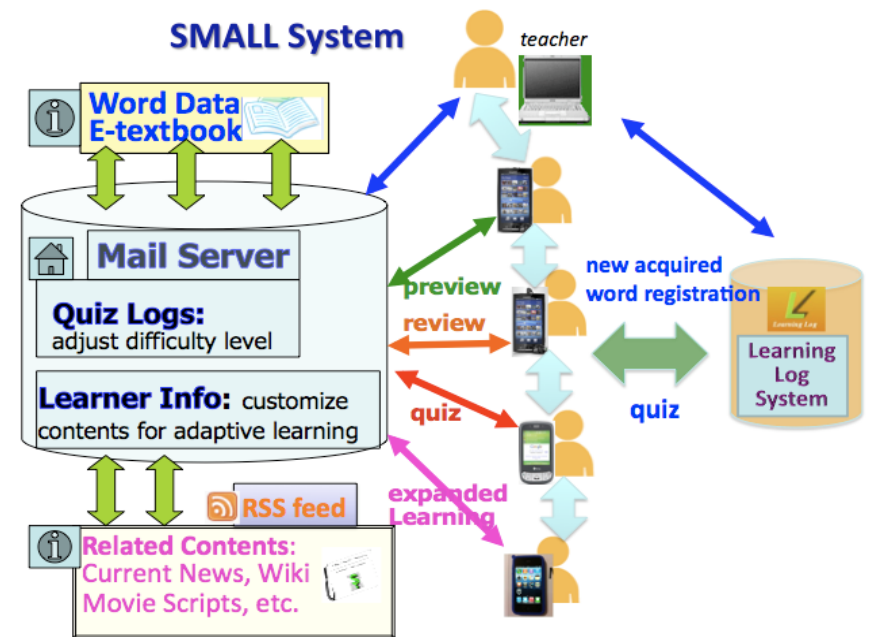 SMALL System
teacher
Word Data
E-textbook
Mail Server
Quiz Logs:
adjust difficulty level
Learner Info: customize
contents for adaptive learning
preview
review
quiz
expanded
Learning
new acquired
word registration
quiz
Learning Log
Learning
Log
System
RSS feed
Related Contents:
Current News, Wiki
Movie Scripts, etc.